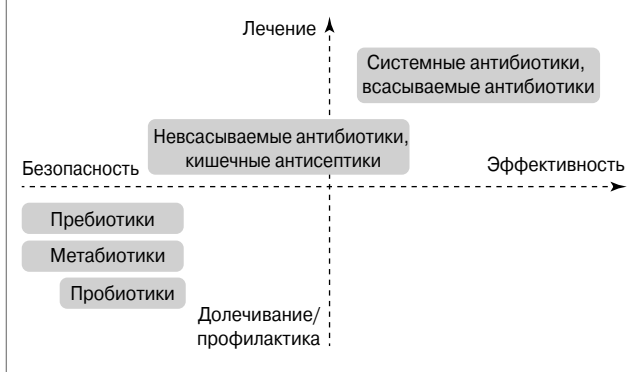 Лечение
Системные антибиотики,
всасываемые антибиотики
Невсасываемые антибиотики,
кишечные антисептики
Безопасность
Эффективность
Пребиотики
Метабиотики
Пробиотики
Долечивание/
профилактика